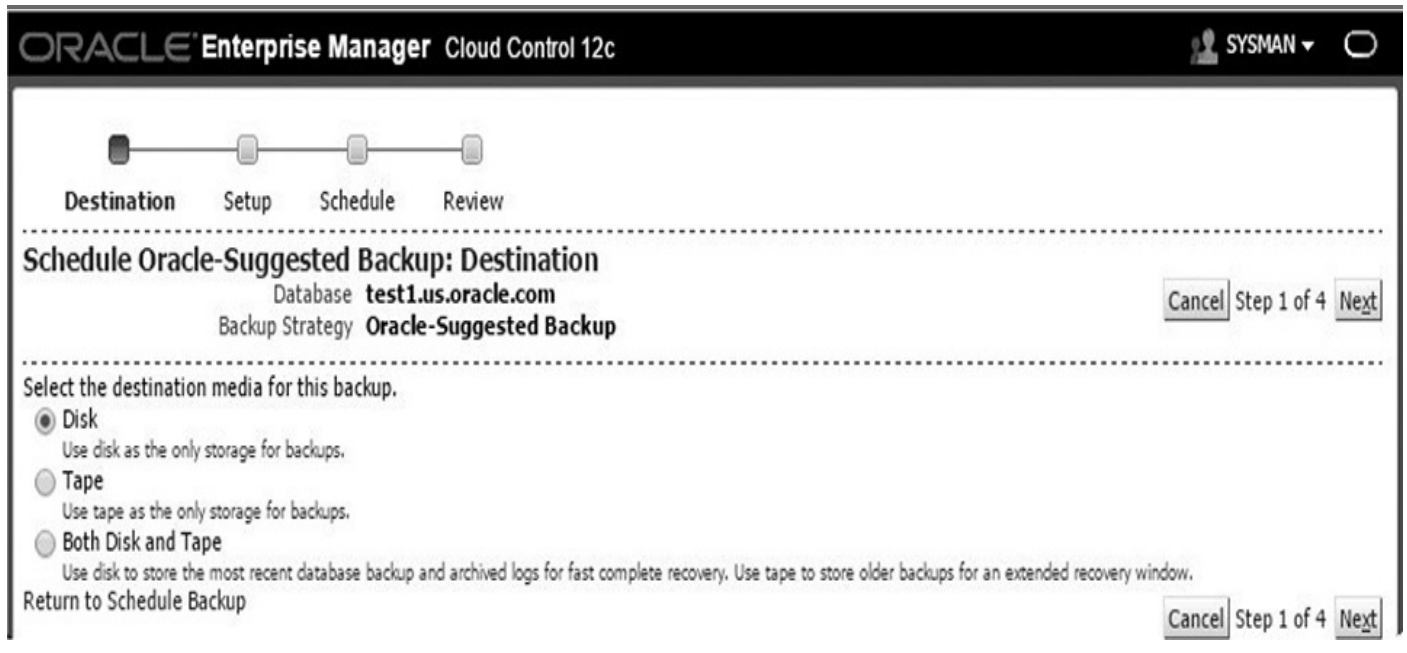 ORACLE Enterprise Manager Cloud Control 12c SYSMAN
Destination Setup Schedule Review
Schedule Oracle-Suggested Backup: Destination
Database test1.us.oracle.com
Cancel Step 1 of 4 Next
Backup Strategy Oracle-Suggested Backup
Select the destination media for this backup.
Disk
Use disk as the only storage for backups.
Tape
Use tape as the only storage for backups.
Both Disk and Tape
Use disk to store the most recent database backup and archived logs for fast complete recovery. Use tape to store older backups for an extended recovery window.
Return to Schedule Backup
Cancel Step 1 of 4 Next